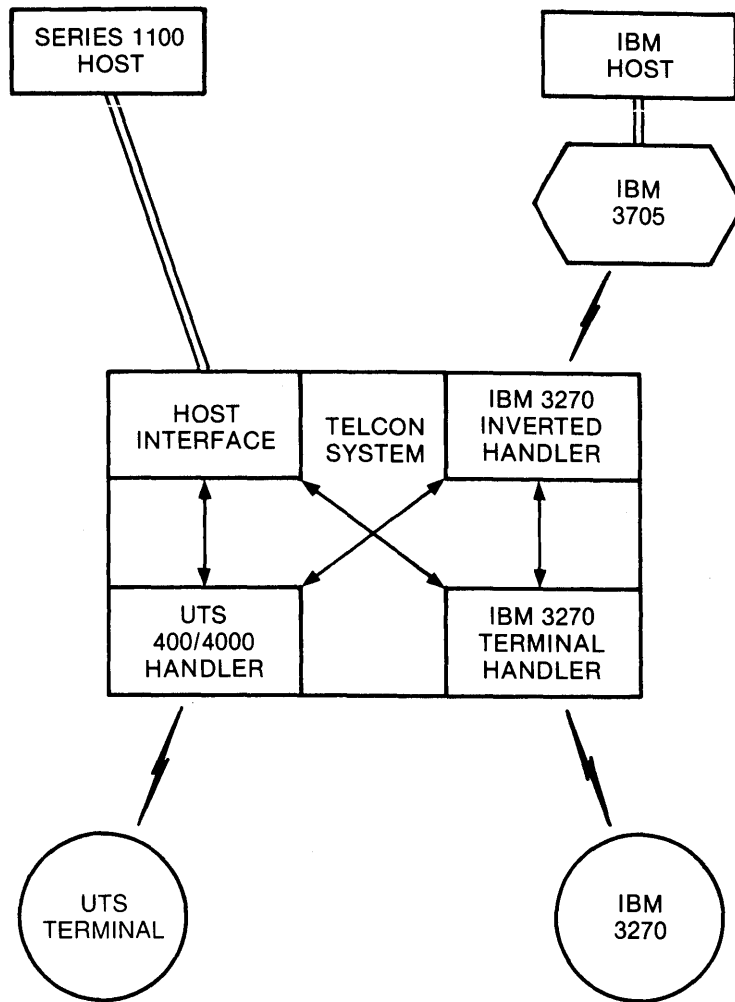 SERIES 1100
HOST
IBM
HOST
IBM
3705
HOST
INTERFACE
TELCON
SYSTEM
IBM 3270
INVERTED
HANDLER
UTS
400/4000
HANDLER
IBM 3270
TERMINAL
HANDLER
UTS
TERMINAL
IBM
3270